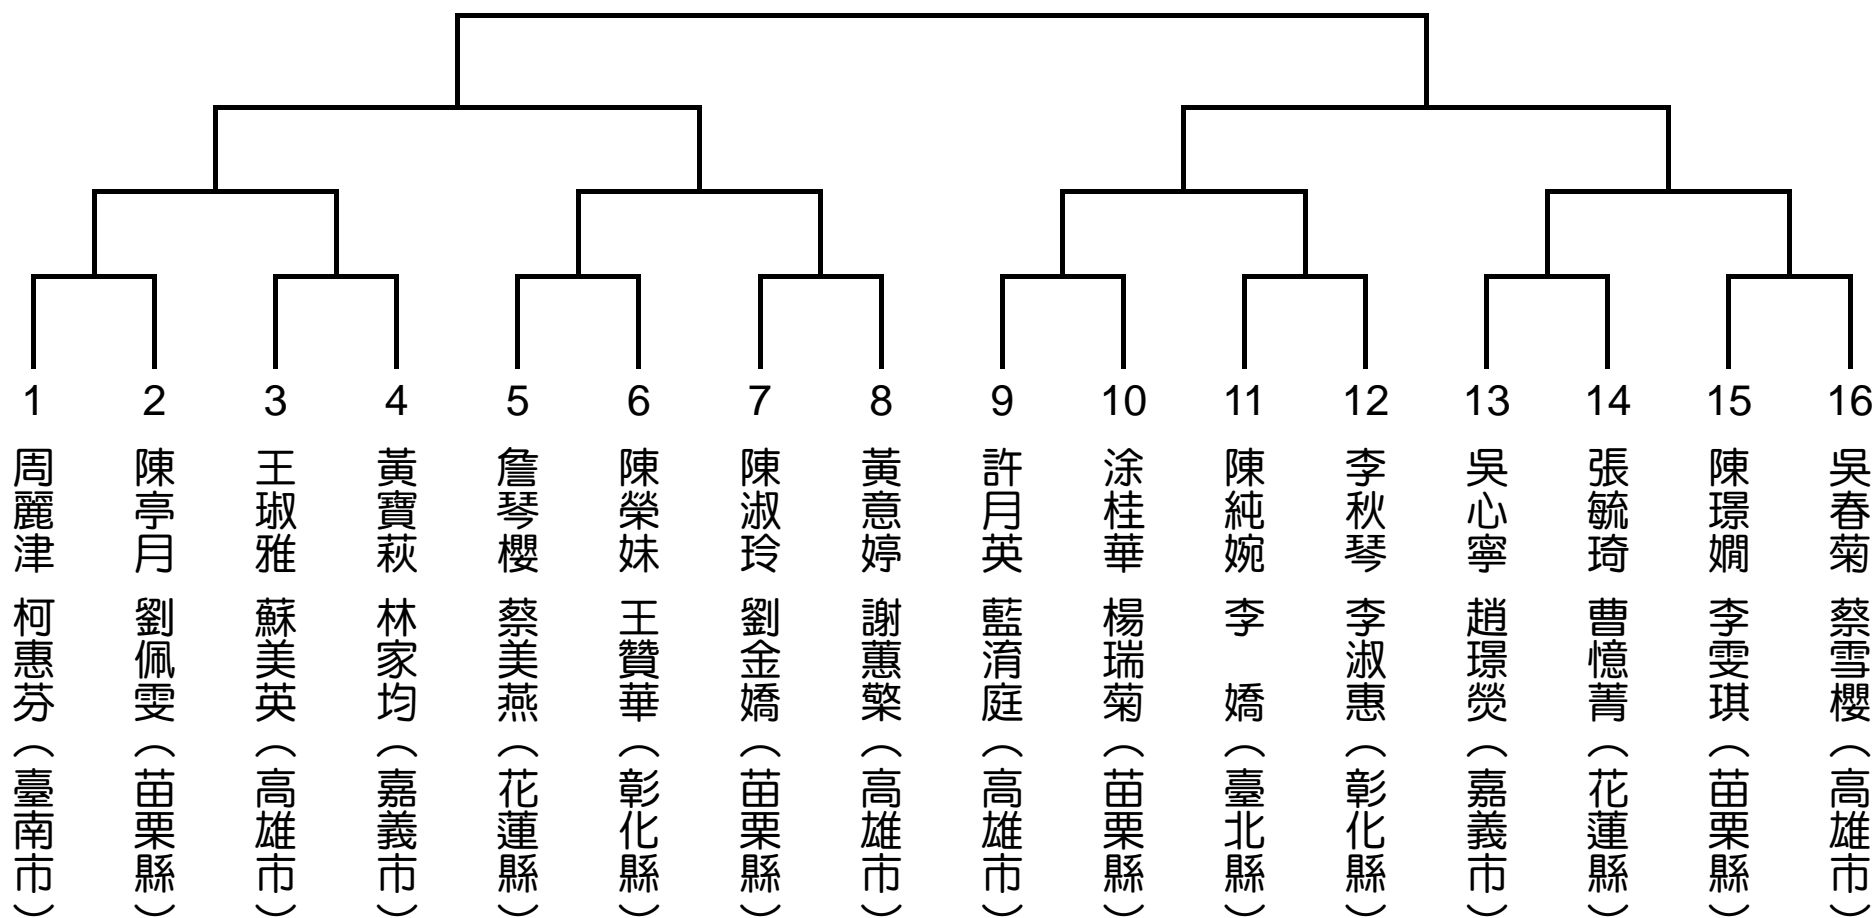 1
周麗津 柯惠芬（臺南市）
2
陳亭月 劉佩雯（苗栗縣）
3
王琡雅 蘇美英（高雄市）
4
黃寶萩 林家均（嘉義市）
5
詹琴櫻 蔡美燕（花蓮縣）
6
陳榮妹 王贊華（彰化縣）
7
陳淑玲 劉金嬌（苗栗縣）
8
黃意婷 謝蕙檠（高雄市）
9
許月英 藍淯庭（高雄市）
10
涂桂華 楊瑞菊（苗栗縣）
11
陳純婉 李　嬌（臺北縣）
12
李秋琴 李淑惠（彰化縣）
13
吳心寧 趙璟熒（嘉義市）
14
張毓琦 曹憶菁（花蓮縣）
15
陳璟嫺 李雯琪（苗栗縣）
16
吳春菊 蔡雪櫻（高雄市）